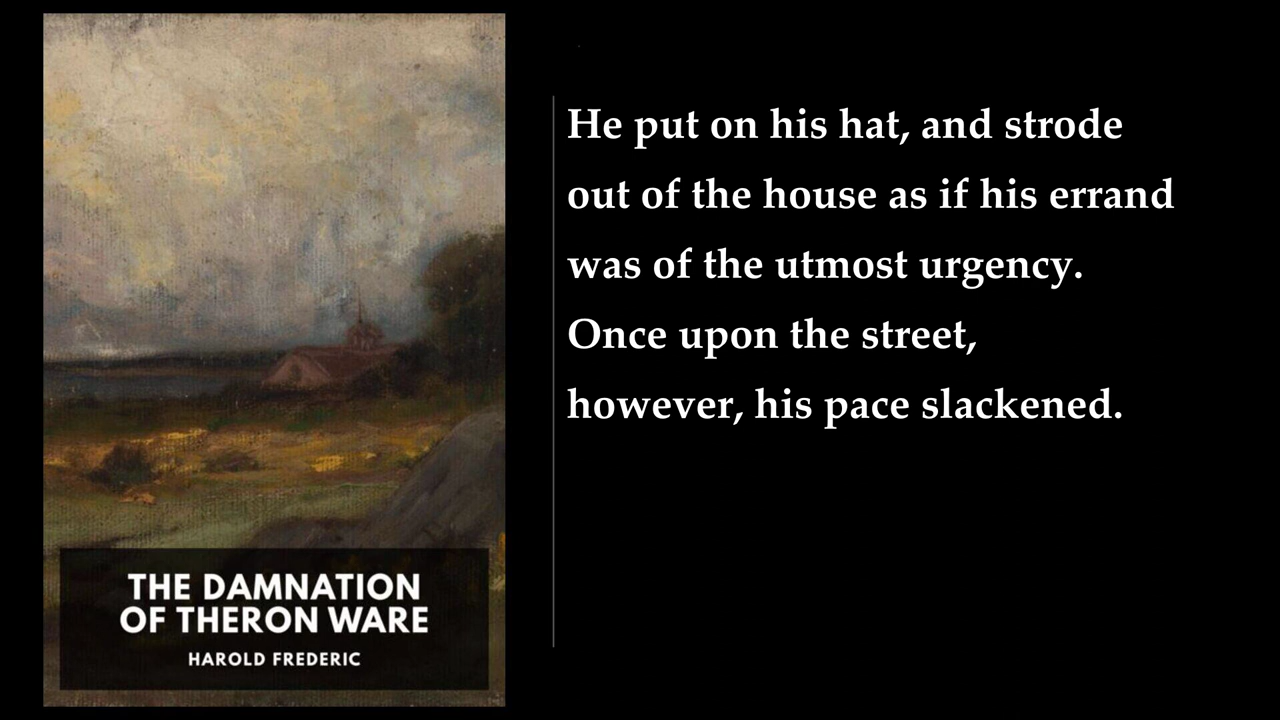 THE DAMNATION
OF THERON WARE
HAROLD FREDERIC
He put on his hat, and strode
out of the house as if his errand
was of the utmost urgency.
Once upon the street,
however, his pace slackened.